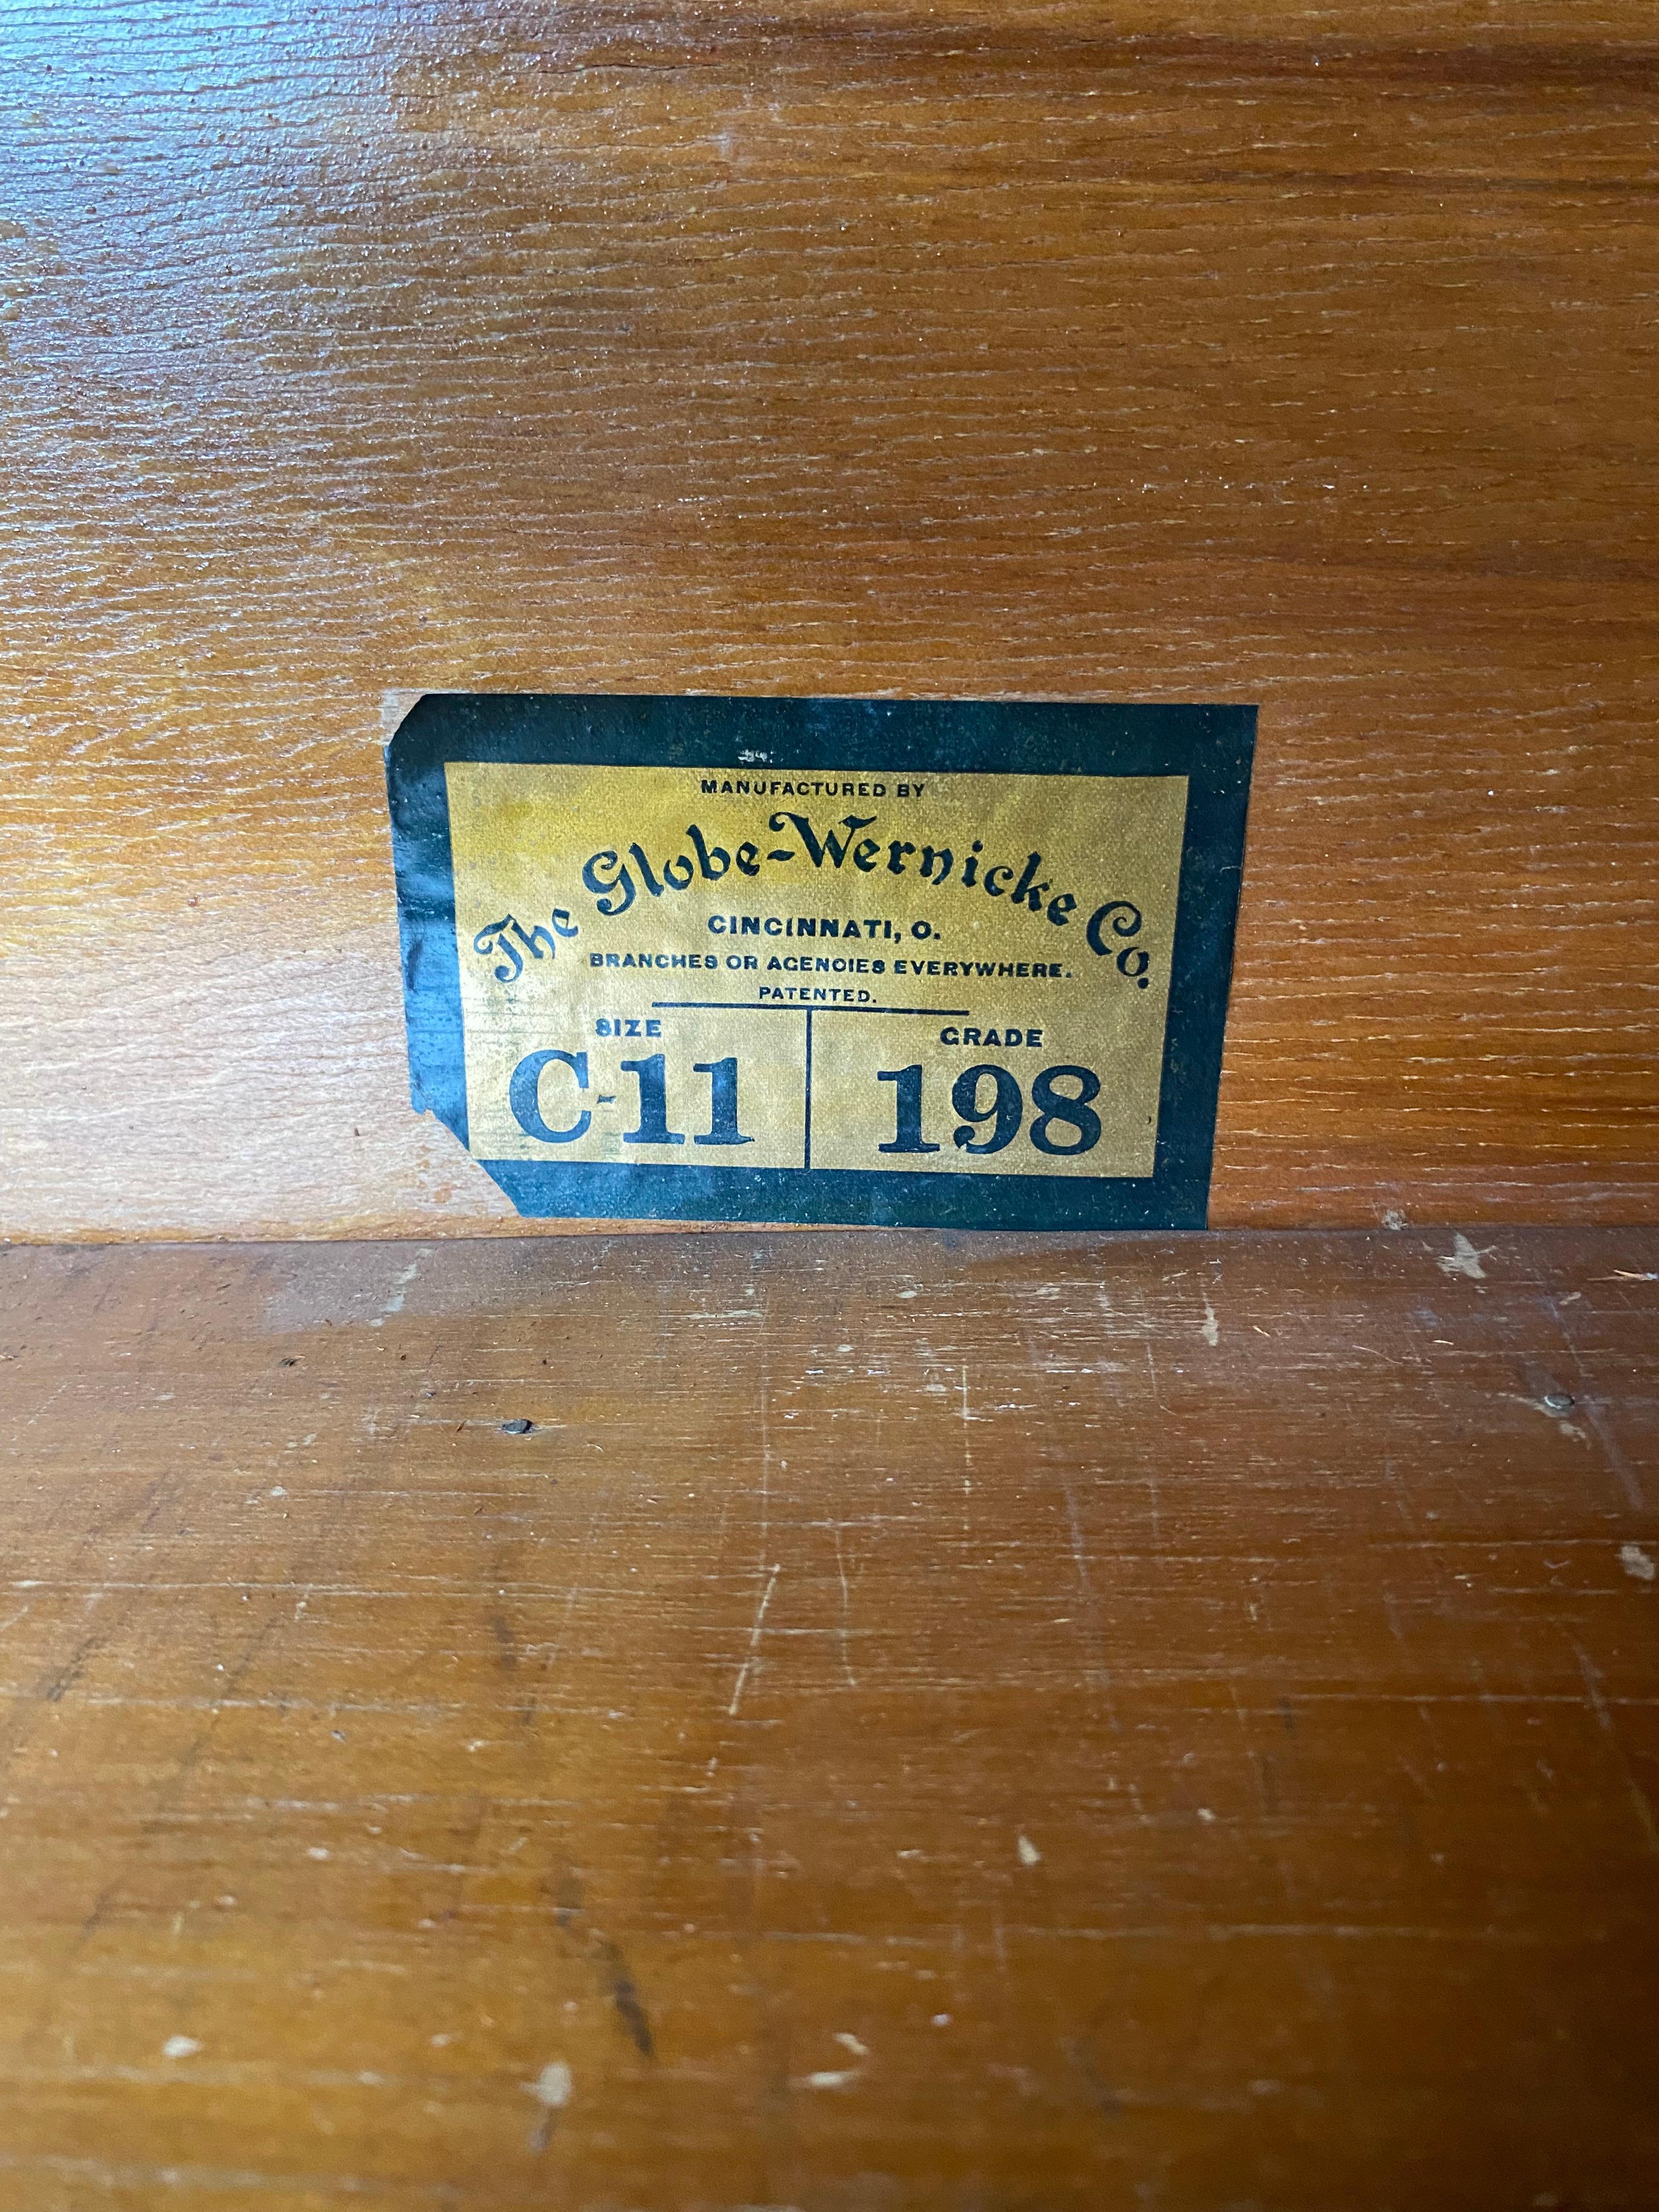 MANUFACTURED BY
The Globe-Wernicke Co.
CINCINNATI, O.
BRANCHES OR AGENCIES EVERYWHERE.
PATENTED.
SIZE
C-11
GRADE
198